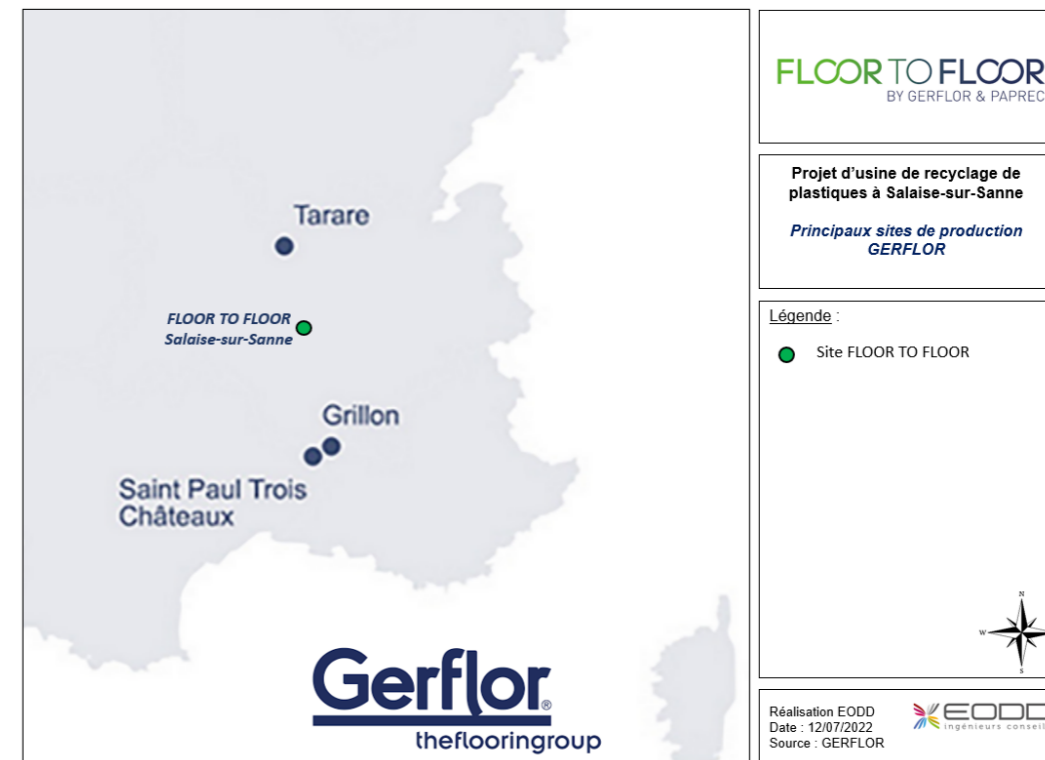 Tarare
FLOOR TO FLOOR
Salaise-sur-Sanne
Grillon
Saint Paul Trois
Châteaux
Gerflor®
theflooringroup
FLOOR TO FLOOR
BY GERFLOR & PAPREC
Projet d'usine de recyclage de
plastiques à Salaise-sur-Sanne
Principaux sites de production
GERFLOR
Légende :
Site FLOOR TO FLOOR
N
W
S
Réalisation EODD
Date : 12/07/2022
Source : GERFLOR
EODD
ingénieurs conseil